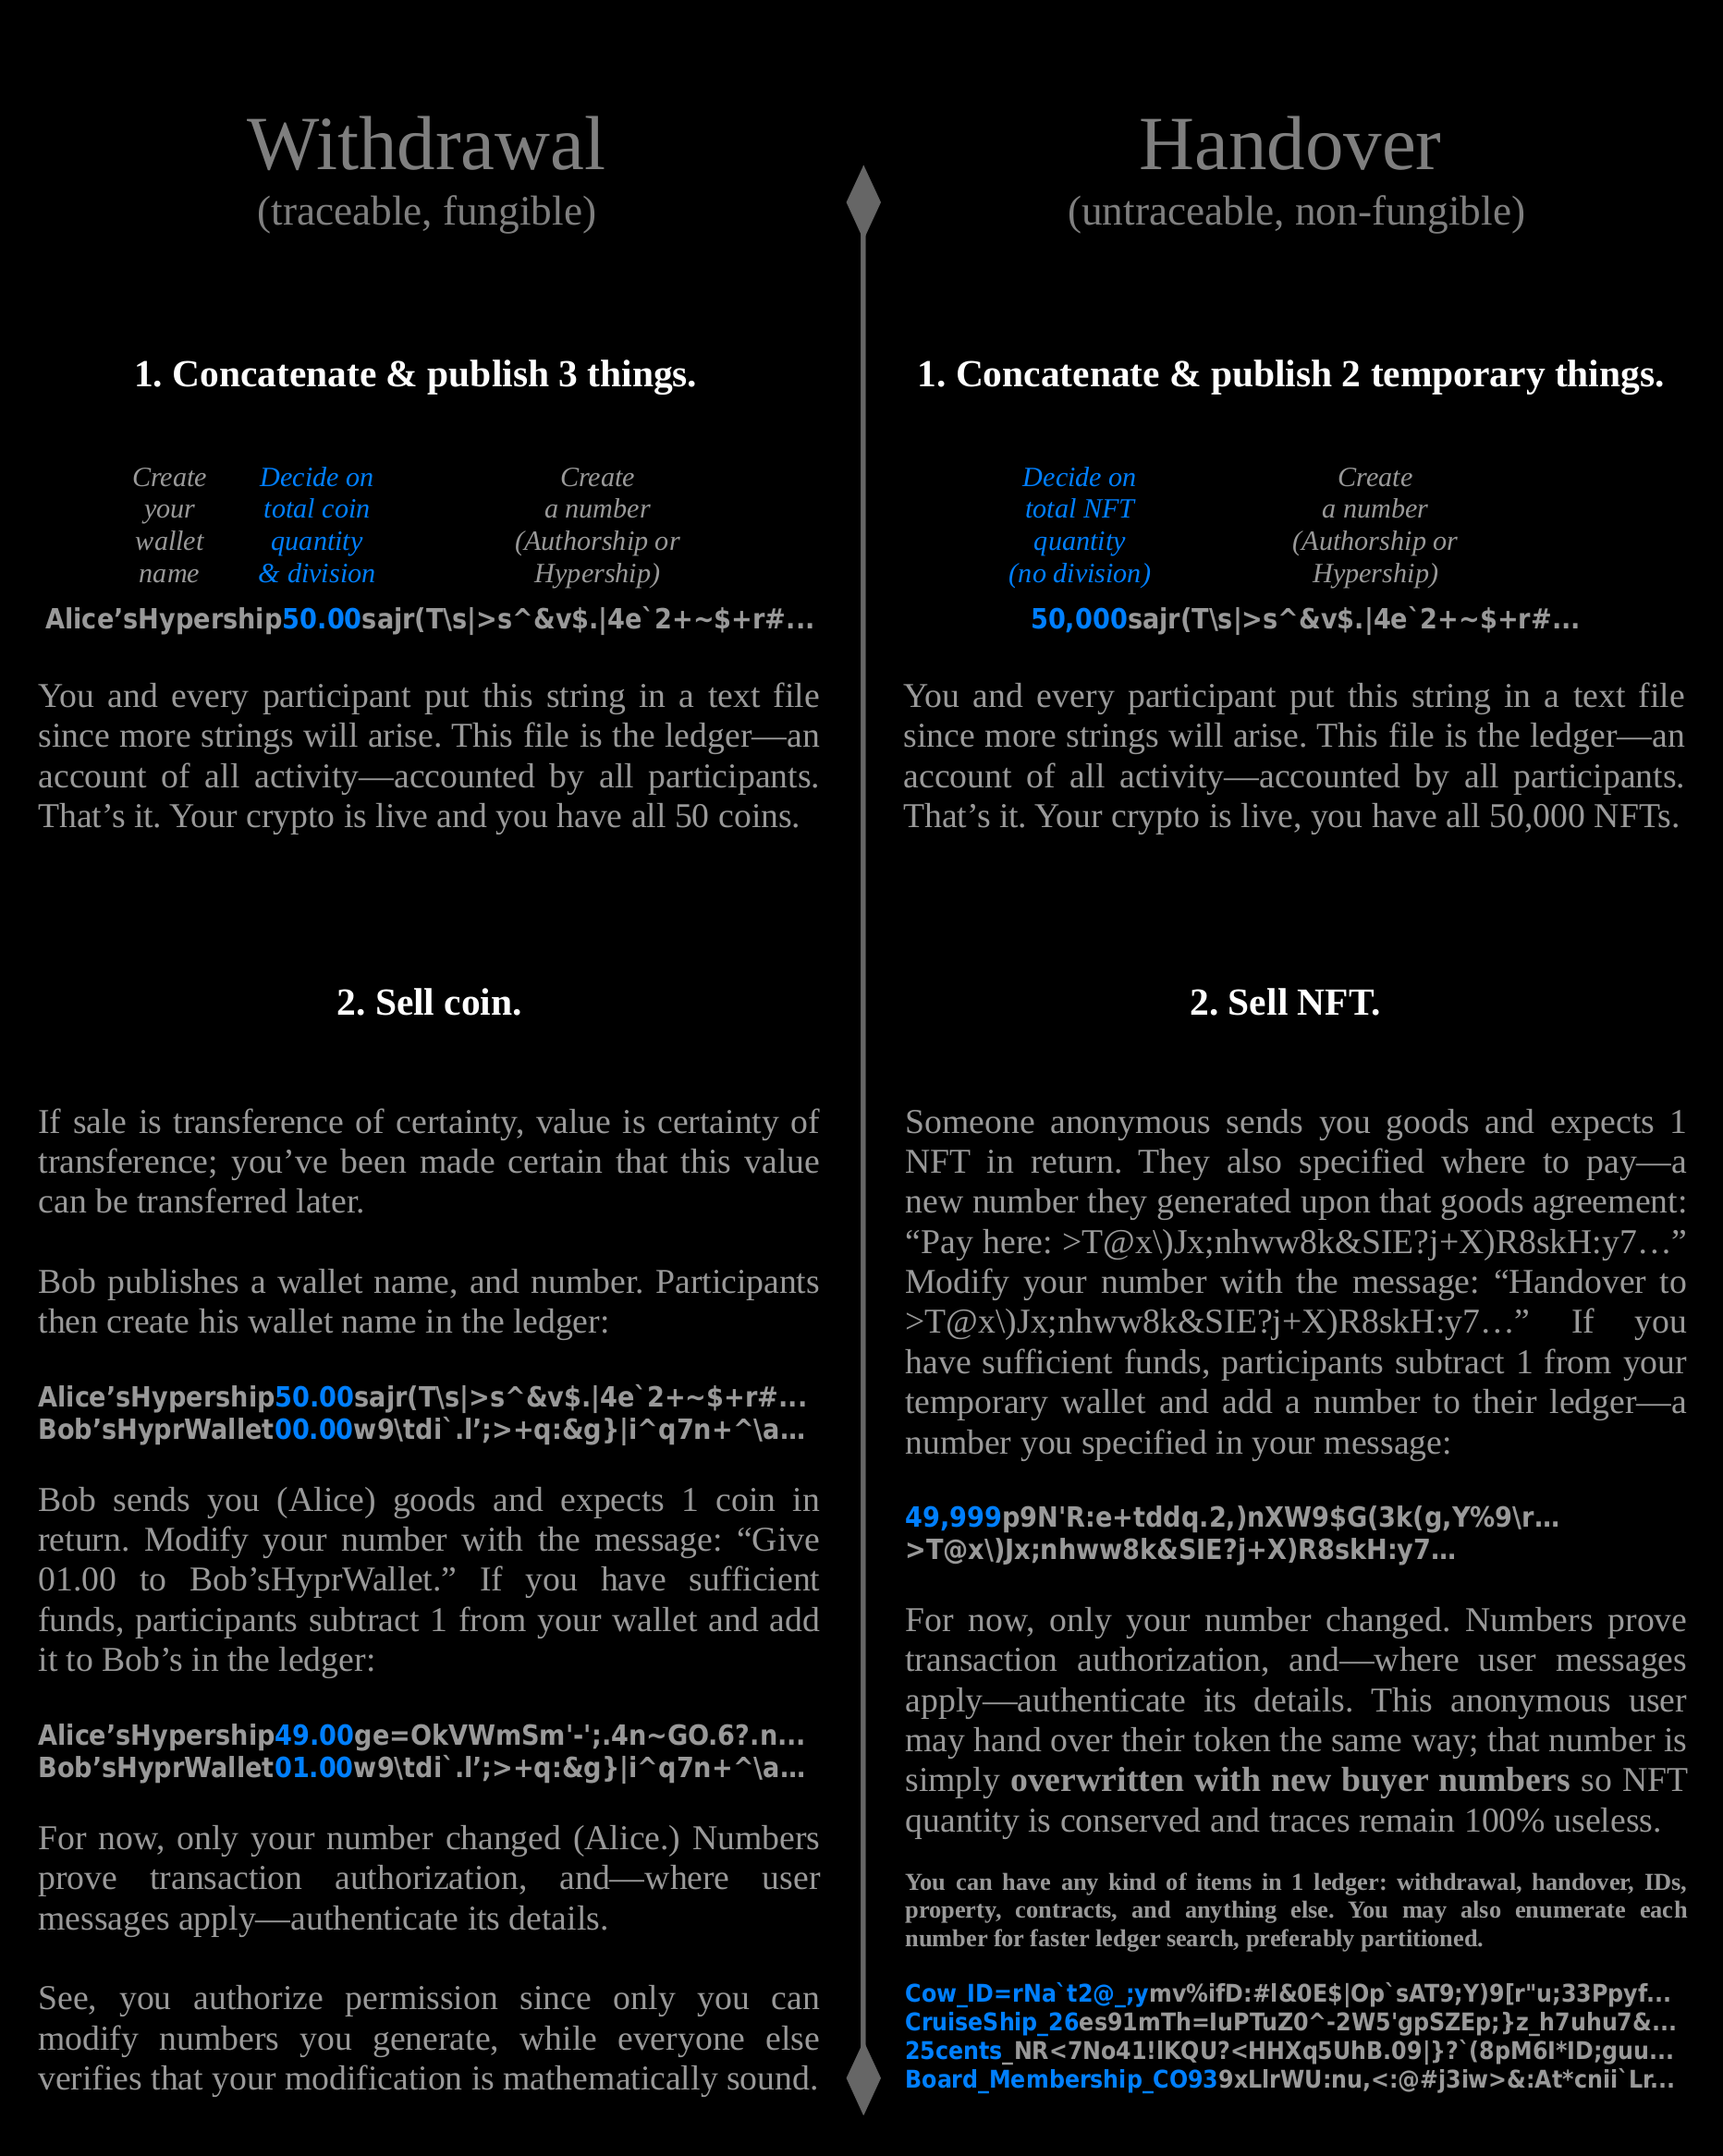 Withdrawal
(traceable, fungible)
1. Concatenate & publish 3 things.
Create
your
wallet
name
Decide on
total coin
quantity
& division
Create
a number
(Authorship or
Hypership)
Alice’sHypership50.00sajr(T\s|>s^&v$.|4e`2+~$+r#...
You and every participant put this string in a text file
since more strings will arise. This file is the ledger—an
account of all activity—accounted by all participants.
That’s it. Your crypto is live and you have all 50 coins.
2. Sell coin.
If sale is transference of certainty, value is certainty of
transference; you’ve been made certain that this value
can be transferred later.
Bob publishes a wallet name, and number. Participants
then create his wallet name in the ledger:
Alice’sHypership50.00sajr(T\s|>s^&v$.|4e`2+~$+r#...
Bob’sHyprWallet00.00w9\tdi`.l’;>+q:&g}|i^q7n+^\a...
Bob sends you (Alice) goods and expects 1 coin in
return. Modify your number with the message: “Give
01.00 to Bob’sHyprWallet.” If you have sufficient
funds, participants subtract 1 from your wallet and add
it to Bob’s in the ledger:
Alice’sHypership49.00ge=OkVWmSm'-';.4n~GO.6?.n...
Bob’sHyprWallet01.00w9\tdi`.l’;>+q:&g}|i^q7n+^\a...
For now, only your number changed (Alice.) Numbers
prove transaction authorization, and—where user
messages apply—authenticate its details.
See, you authorize permission since only you can
modify numbers you generate, while everyone else
verifies that your modification is mathematically sound.
Handover
(untraceable, non-fungible)
1. Concatenate & publish 2 temporary things.
Decide on
total NFT
quantity
(no division)
Create
a number
(Authorship or
Hypership)
50,000sajr(T\s|>s^&v$.|4e`2+~$+r#...
You and every participant put this string in a text file
since more strings will arise. This file is the ledger—an
account of all activity—accounted by all participants.
That’s it. Your crypto is live, you have all 50,000 NFTs.
2. Sell NFT.
Someone anonymous sends you goods and expects 1
NFT in return. They also specified where to pay—a
new number they generated upon that goods agreement:
“Pay here: >T@x\)Jx;nhww8k&SIE?j+X)R8skH:y7…”
Modify your number with the message: “Handover to
>T@x\)Jx;nhww8k&SIE?j+X)R8skH:y7…” If you
have sufficient funds, participants subtract 1 from your
temporary wallet and add a number to their ledger—a
number you specified in your message:
49,999p9N'R:e+tddq.2,)nXW9$G(3k(g,Y%9\r...
>T@x\)Jx;nhww8k&SIE?j+X)R8skH:y7...
For now, only your number changed. Numbers prove
transaction authorization, and—where user messages
apply—authenticate its details. This anonymous user
may hand over their token the same way; that number is
simply overwritten with new buyer numbers so NFT
quantity is conserved and traces remain 100% useless.
You can have any kind of items in 1 ledger: withdrawal, handover, IDs,
property, contracts, and anything else. You may also enumerate each
number for faster ledger search, preferably partitioned.
Cow_ID=rNa`t2@_;ymv%ifD:#l&0E$|Op`sAT9;Y)9[r"u;33Ppyf...
CruiseShip_26es91mTh=IuPTuZ0^-2W5'gpSZEp;}z_h7uhu7&...
25cents_NR<7No41!lKQU?<HHXq5UhB.09|}?`(8pM6I*ID;guu...
Board_Membership_CO939xLlrWU:nu,<:@#j3iw>&:At*cnii`Lr...